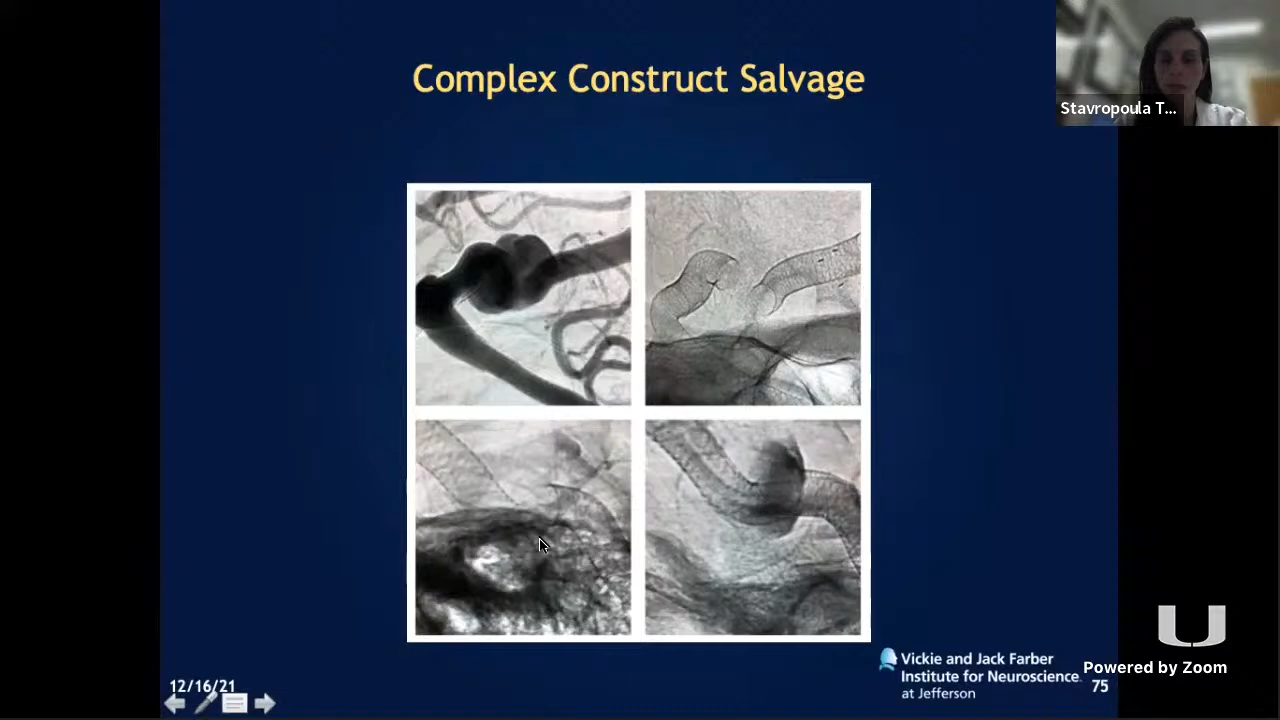 Complex Construct Salvage
Stavropoula T...
12/16/21
Vickie and Jack Farber
Institute for Neuroscience
at Jefferson
75
U
Powered by Zoom